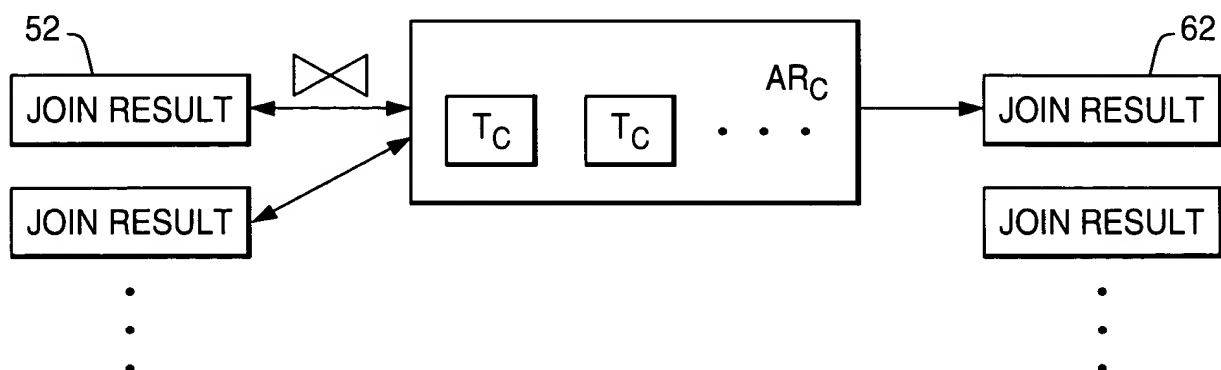 52
62
JOIN RESULT
AR_C
JOIN RESULT
T_C T_C . . .
JOIN RESULT
JOIN RESULT